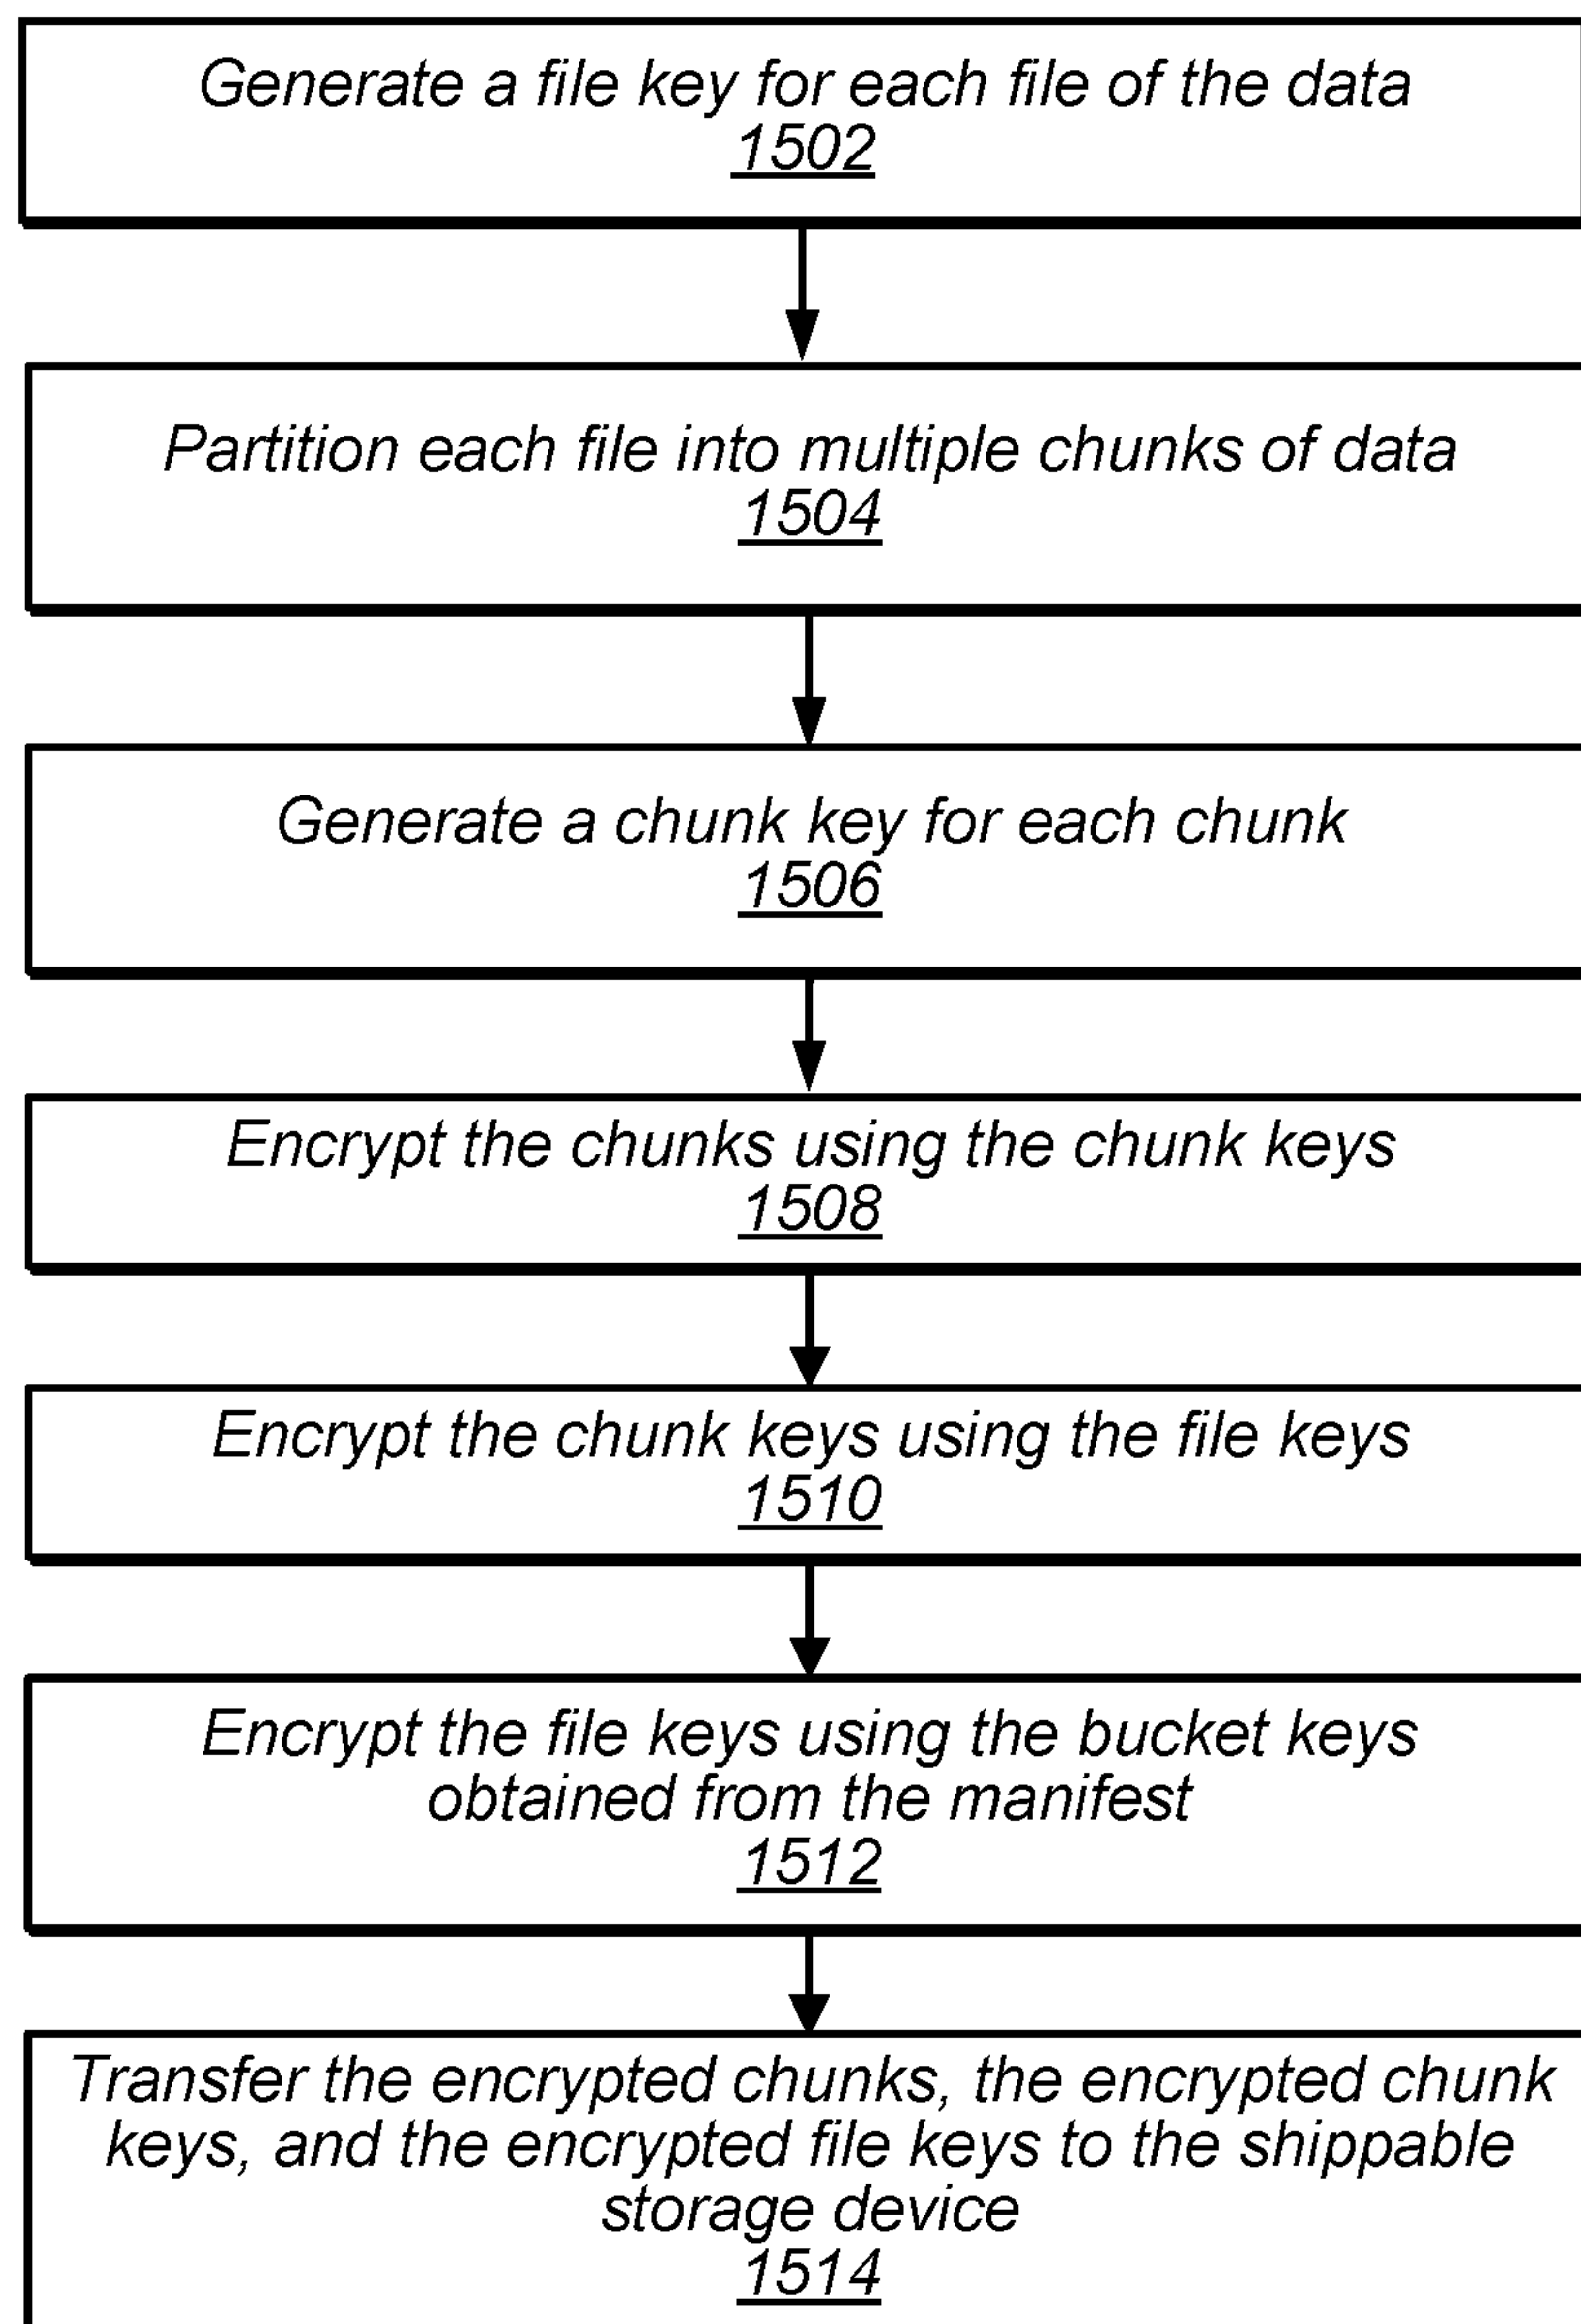 Generate a file key for each file of the data
1502
Partition each file into multiple chunks of data
1504
Generate a chunk key for each chunk
1506
Encrypt the chunks using the chunk keys
1508
Encrypt the chunk keys using the file keys
1510
Encrypt the file keys using the bucket keys
obtained from the manifest
1512
Transfer the encrypted chunks, the encrypted chunk
keys, and the encrypted file keys to the shippable
storage device
1514